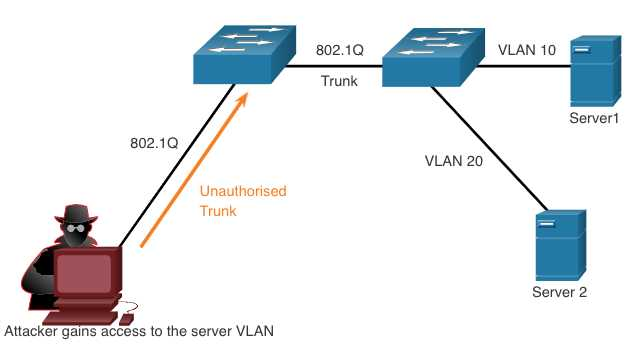 802.1Q
Trunk
VLAN 10
Server1
802.1Q
VLAN 20
Unauthorised
Trunk
Server 2
Attacker gains access to the server VLAN